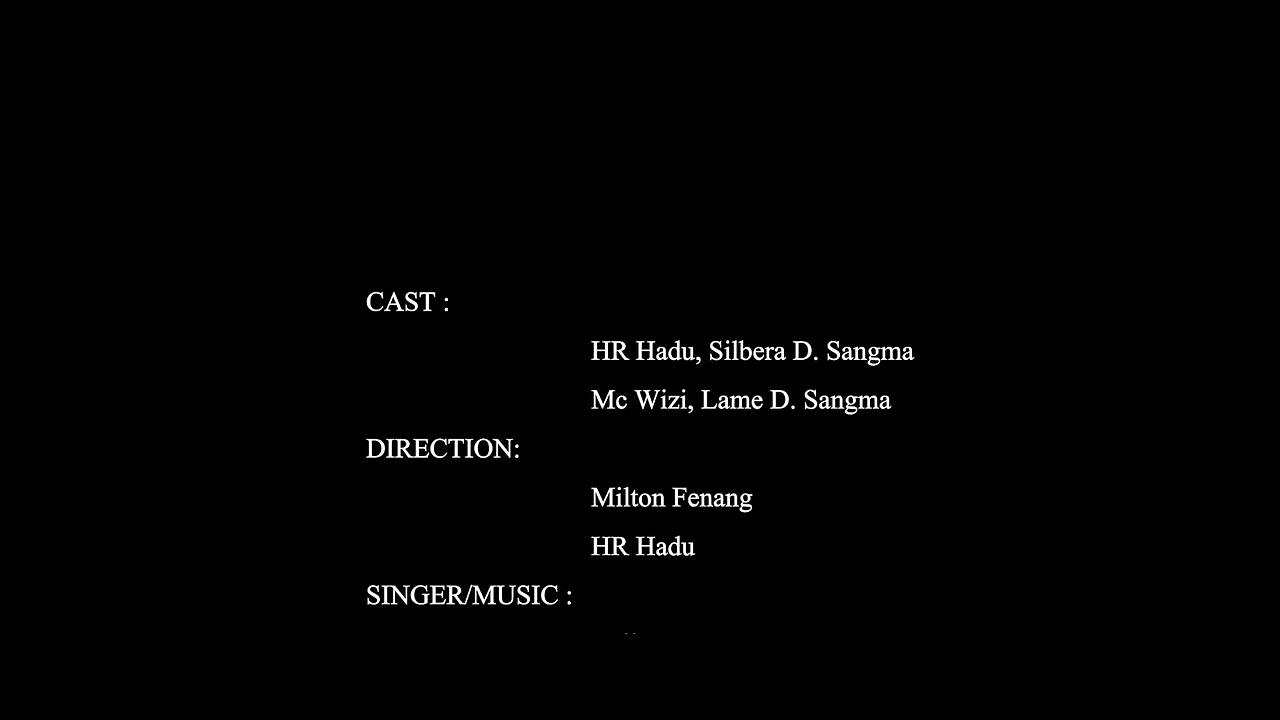 CAST :
HR Hadu, Silbera D. Sangma
Mc Wizi, Lame D. Sangma
DIRECTION:
Milton Fenang
HR Hadu
SINGER/MUSIC :